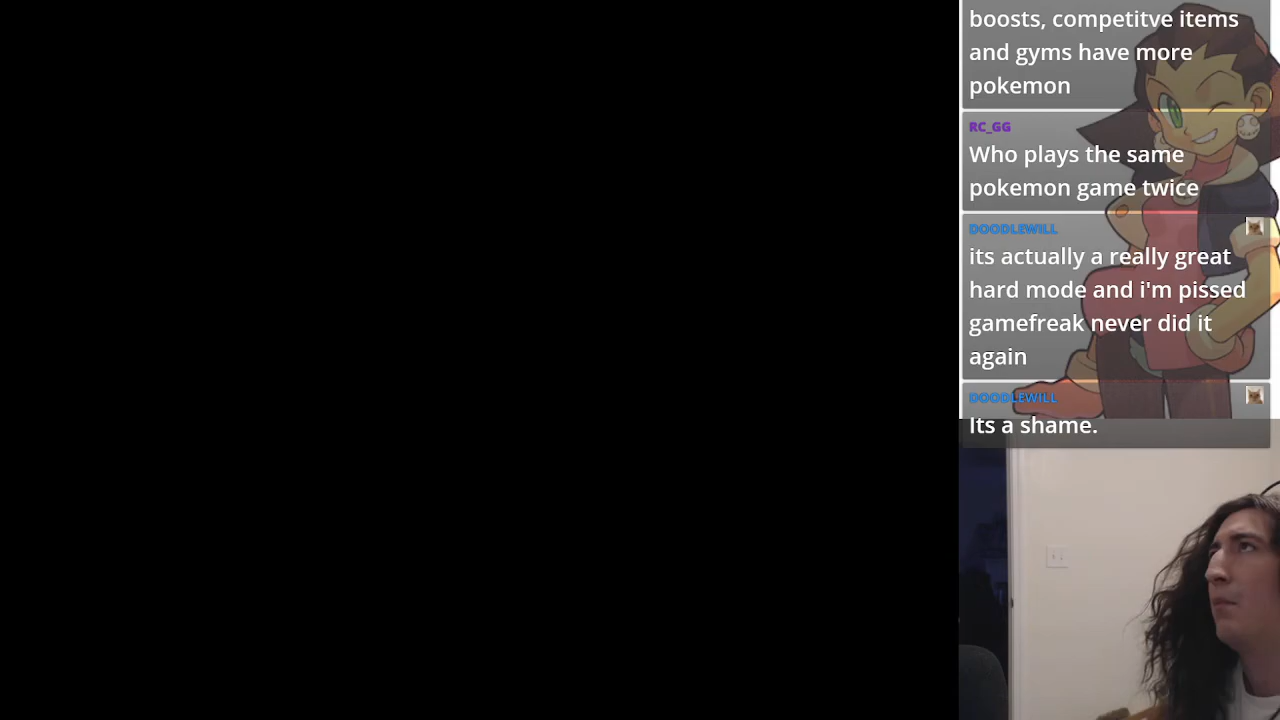 boosts, competitve items
and gyms have more
pokemon
RC_GG
Who plays the same
pokemon game twice
DOODLEWILL
its actually a really great
hard mode and i'm pissed
gamefreak never did it
again
DOODLEWILL
Its a shame.